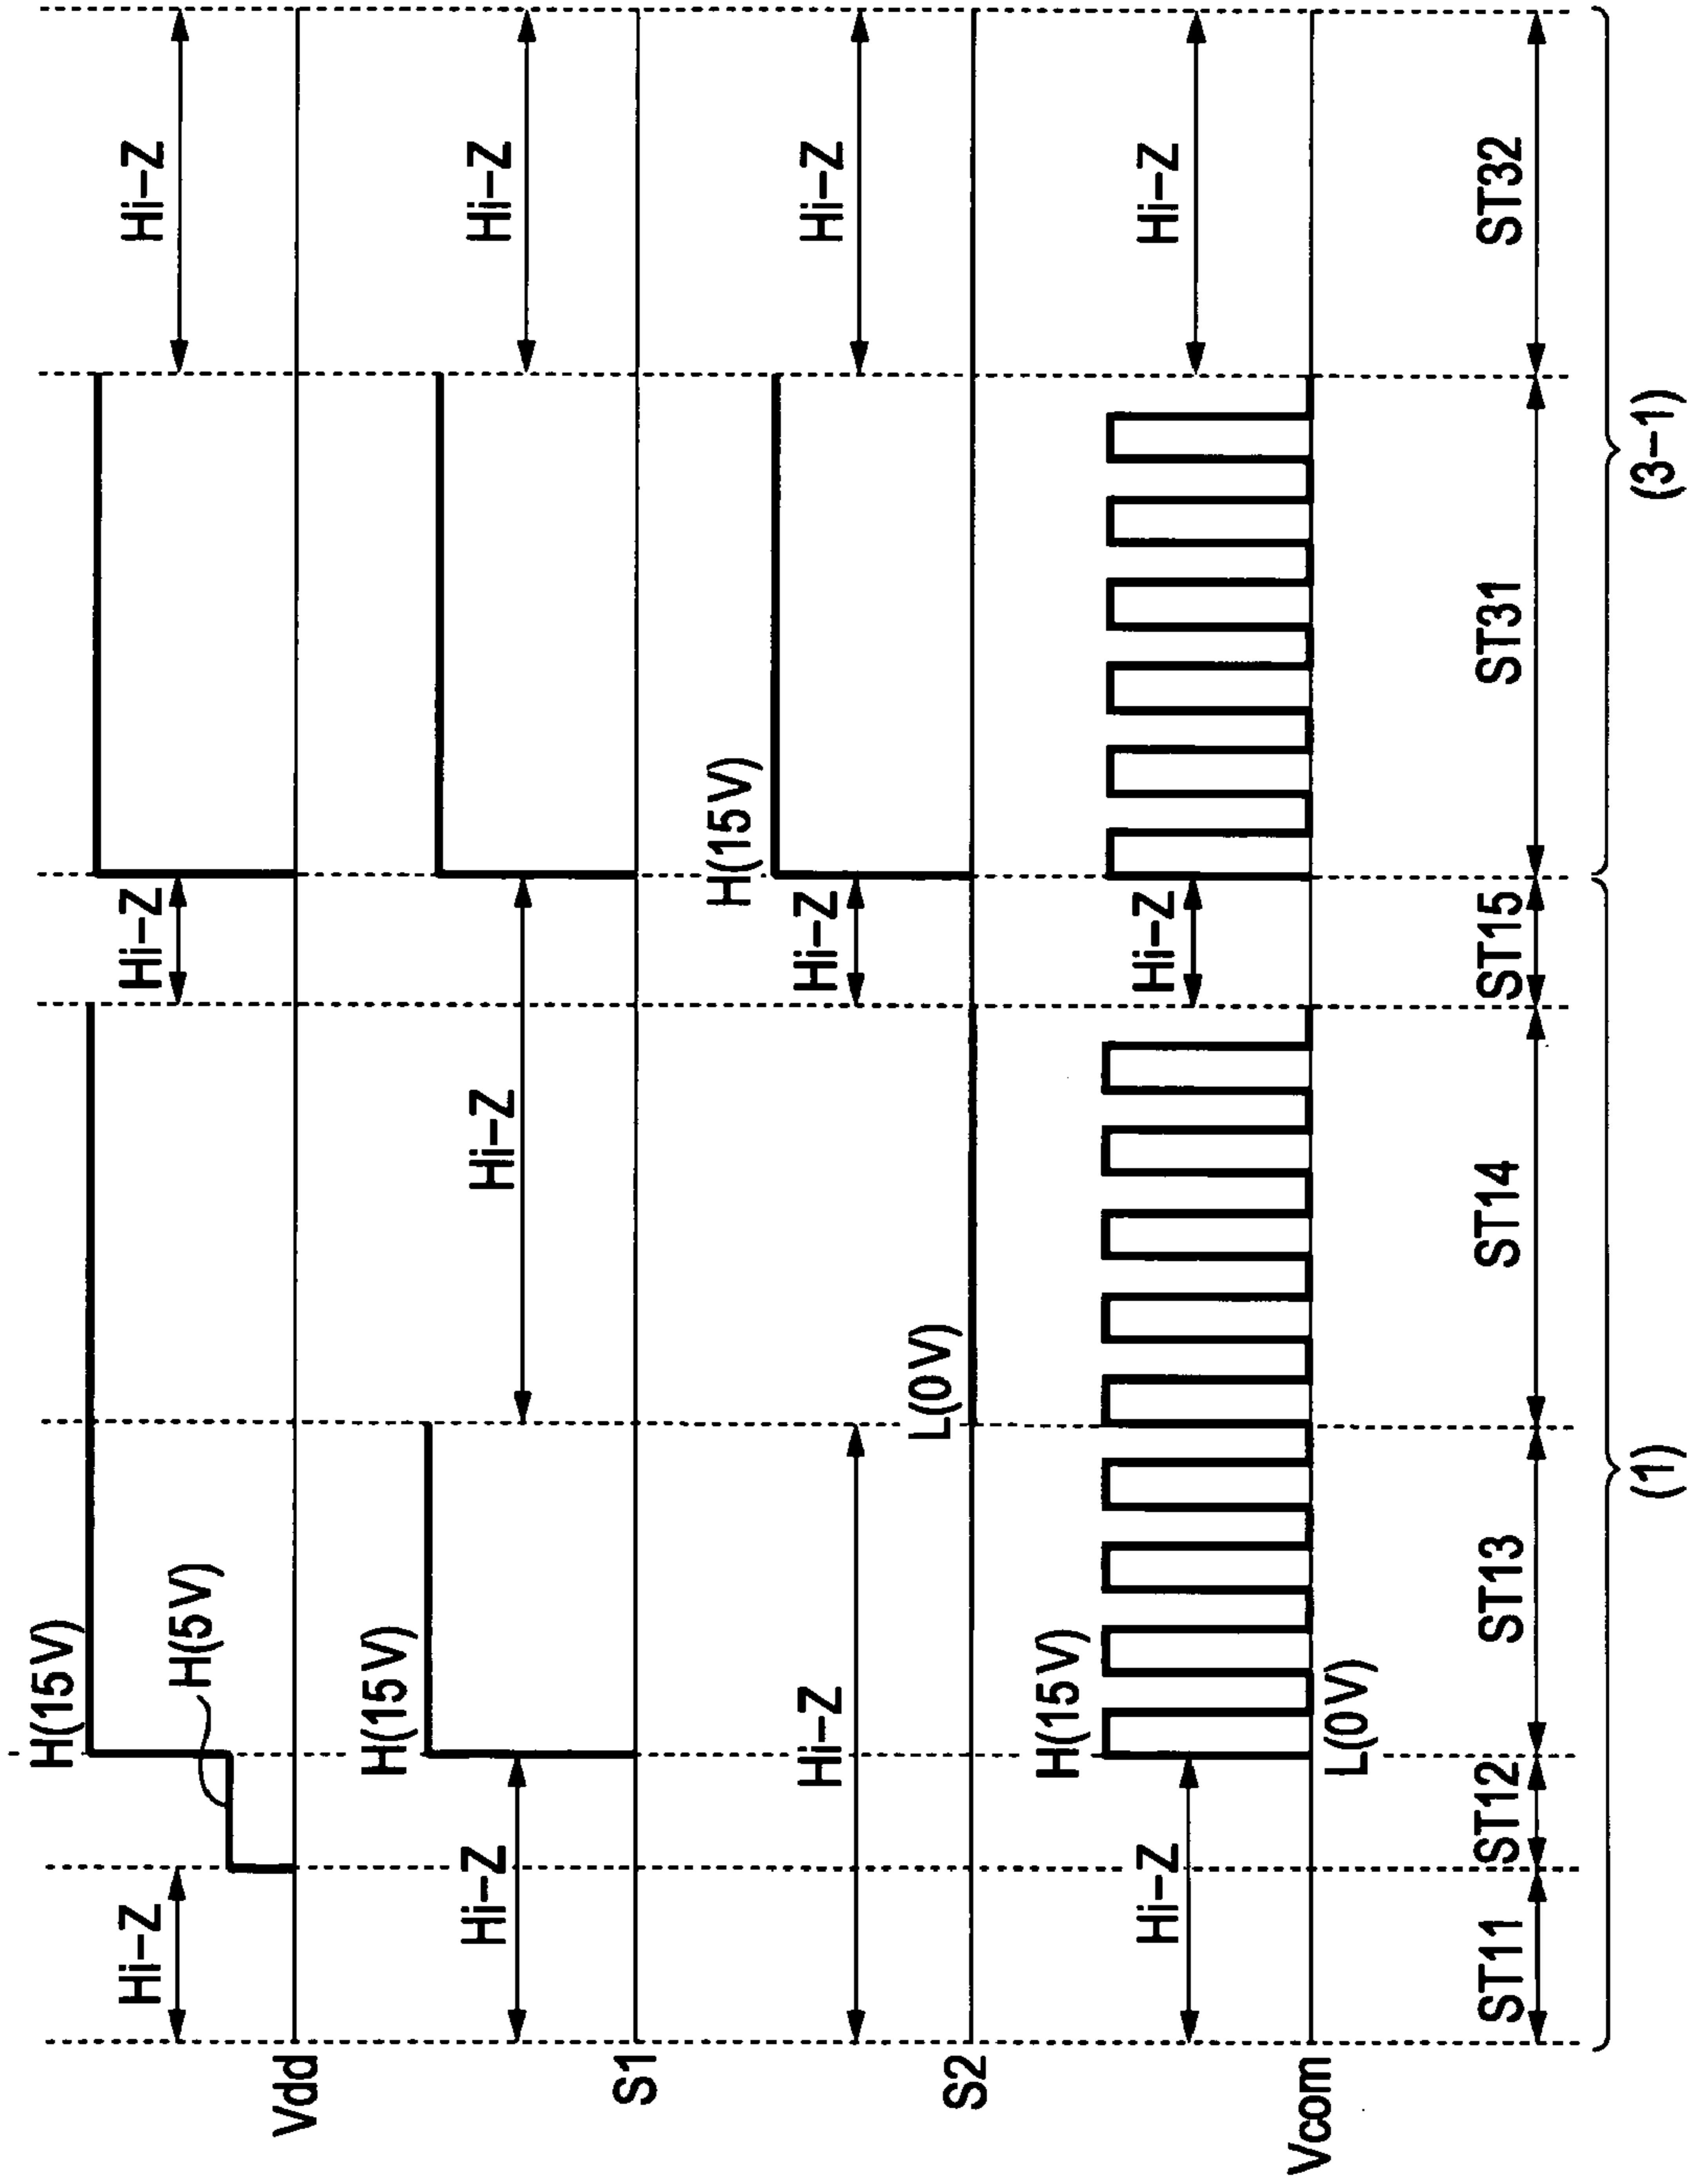 Vdd
Hi-Z
H(5V)
H(15V)
Hi-Z
Hi-Z
S1
Hi-Z
H(15V)
Hi-Z
Hi-Z
S2
Hi-Z
L(0V)
Hi-Z
H(15V)
Hi-Z
Vcom
Hi-Z
H(15V)
L(0V)
Hi-Z
Hi-Z
ST11
ST12
ST13
ST14
ST15
ST31
ST32
(1)
(3-1)